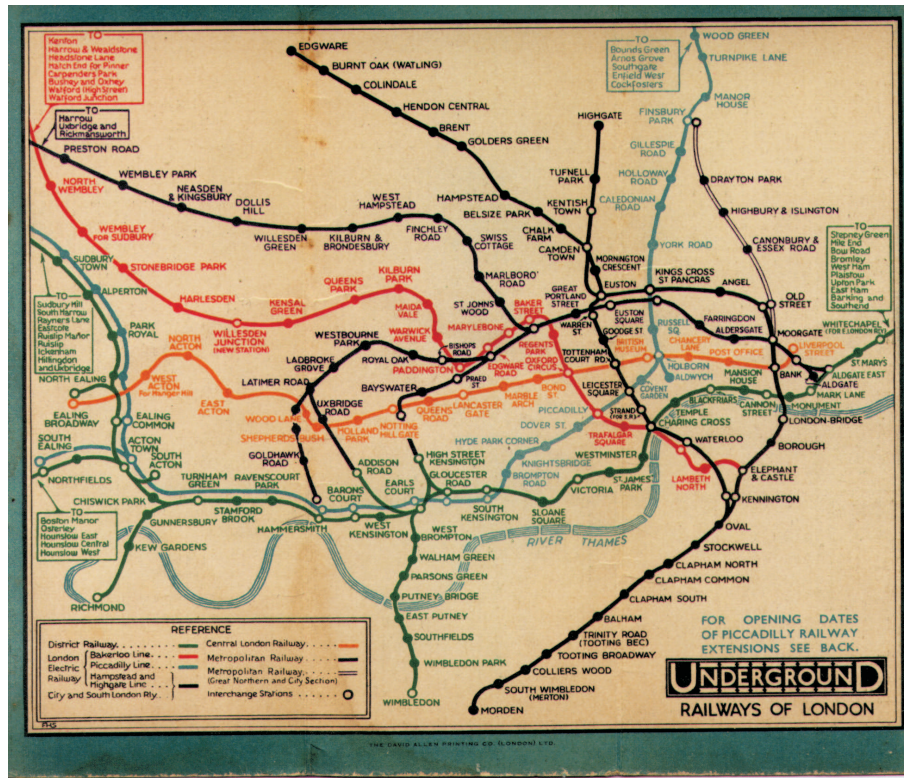 TO
Kenton
Harrow & Wealdstone
Headstone Lane
Hatch End for Pinner
Carpenders Park
Bushey and Oxhey
Watford (High Street)
Watford Junction
TO
Harrow
Uxbridge and
Rickmansworth
TO
Bounds Green
Arnos Grove
Southgate
Enfield West
Cockfosters
EDGWARE
BURNT OAK (WATLING)
COLINDALE
HENDON CENTRAL
BRENT
GOLDERS GREEN
HAMPSTEAD
BELSIZE PARK
CHALK
FARM
CAMDEN
TOWN
HIGHGATE
TUFNELL
PARK
KENTISH
TOWN
MORNINGTON
CRESCENT
EUSTON
WOOD GREEN
TURNPIKE LANE
MANOR
HOUSE
FINSBURY
PARK
GILLESPIE
ROAD
HOLLOWAY
ROAD
CALEDONIAN
ROAD
YORK ROAD
KINGS CROSS
ST PANCRAS
DRAYTON PARK
HIGHBURY & ISLINGTON
CANONBURY &
ESSEX ROAD
OLD
STREET
ANGEL
MOORGATE
TO
Stepney Green
Mile End
Bow Road
Bromley
West Ham
Plaistow
Upton Park
East Ham
Barking and
Southend
PRESTON ROAD
WEMBLEY PARK
NEASDEN
& KINGSBURY
DOLLIS
HILL
WILLESDEN
GREEN
KILBURN &
BRONDESBURY
WEST
HAMPSTEAD
FINCHLEY
ROAD
SWISS
COTTAGE
MARLBORO'
ROAD
ST JOHNS
WOOD
BAKER
STREET
GREAT
PORTLAND
STREET
EUSTON
SQUARE
FARRINGDON
ALDERSGATE
NORTH
WEMBLEY
WEMBLEY
FOR SUDBURY
STONEBRIDGE PARK
HARLESDEN
WILLESDEN
JUNCTION
(NEW STATION)
KENSAL
GREEN
QUEENS
PARK
KILBURN
PARK
MAIDA
VALE
WARWICK
AVENUE
PADDINGTON
MARYLEBONE
EDGWARE
ROAD
REGENTS
PARK
OXFORD
CIRCUS
SUDBURY
TOWN
ALPERTON
PARK
ROYAL
TO
Sudbury Hill
South Harrow
Rayners Lane
Eastcote
Ruislip Manor
Ruislip
Ickenham
Hillingdon
and Uxbridge
NORTH EALING
EALING
BROADWAY
EALING
COMMON
WEST
ACTON
For Hanger Hill
NORTH
ACTON
EAST
ACTON
WOOD LANE
SHEPHERDS BUSH
HOLLAND
PARK
NOTTING
HILL GATE
QUEENS
ROAD
LANCASTER
GATE
MARBLE
ARCH
BOND
ST
TOTTENHAM
COURT RD
BRITISH
MUSEUM
CHANCERY
LANE
POST OFFICE
BANK
LIVERPOOL
STREET
WESTBOURNE
PARK
ROYAL OAK
BISHOPS
ROAD
LADBROKE
GROVE
LATIMER ROAD
UXBRIDGE
ROAD
BAYSWATER
PRAED
ST
GOLDHAWK
ROAD
ADDISON
ROAD
HIGH STREET
KENSINGTON
WARREN
ST
GOODGE ST
LEICESTER
SQUARE
STRAND
(FOR S.R.)
RUSSELL
SQ
HOLBORN
ALDWYCH
COVENT
GARDEN
PICCADILLY
DOVER ST.
HYDE PARK CORNER
KNIGHTSBRIDGE
BROMPTON
ROAD
TRAFALGAR
SQUARE
CHARING CROSS
TEMPLE
BLACKFRIARS
MANSION
HOUSE
CANNON
STREET
MONUMENT
MARK LANE
ALDGATE
ALDGATE EAST
ST MARYS
WHITECHAPEL
(FOR E.LONDON RLY)
LONDON-BRIDGE
BOROUGH
WATERLOO
LAMBETH
NORTH
ELEPHANT
& CASTLE
KENNINGTON
OVAL
STOCKWELL
CLAPHAM NORTH
CLAPHAM COMMON
CLAPHAM SOUTH
BALHAM
TRINITY ROAD
(TOOTING BEC)
TOOTING BROADWAY
COLLIERS WOOD
SOUTH WIMBLEDON
(MERTON)
MORDEN
SOUTH
EALING
NORTHFIELDS
ACTON
TOWN
SOUTH
ACTON
CHISWICK PARK
TURNHAM
GREEN
GUNNERSBURY
KEW GARDENS
RICHMOND
STAMFORD
BROOK
RAVENSCOURT
PARK
HAMMERSMITH
BARONS
COURT
WEST
KENSINGTON
EARLS
COURT
GLOUCESTER
ROAD
SOUTH
KENSINGTON
SLOANE
SQUARE
VICTORIA
ST. JAMES
PARK
WESTMINSTER
TO
Boston Manor
Osterley
Hounslow East
Hounslow Central
Hounslow West
WEST
BROMPTON
WALHAM GREEN
PARSONS GREEN
PUTNEY BRIDGE
EAST PUTNEY
SOUTHFIELDS
WIMBLEDON PARK
WIMBLEDON
RIVER THAMES
REFERENCE
District Railway
London
Electric
Railway
Bakerloo Line
Piccadilly Line
Hampstead and
Highgate Line
City and South London Rly.
Central London Railway
Metropolitan Railway
Metropolitan Railway
(Great Northern and City Section)
Interchange Stations
FOR OPENING DATES
OF PICCADILLY RAILWAY
EXTENSIONS SEE BACK.
UNDERGROUND
RAILWAYS OF LONDON
FHS
THE DAVID ALLEN PRINTING CO. (LONDON) LTD.